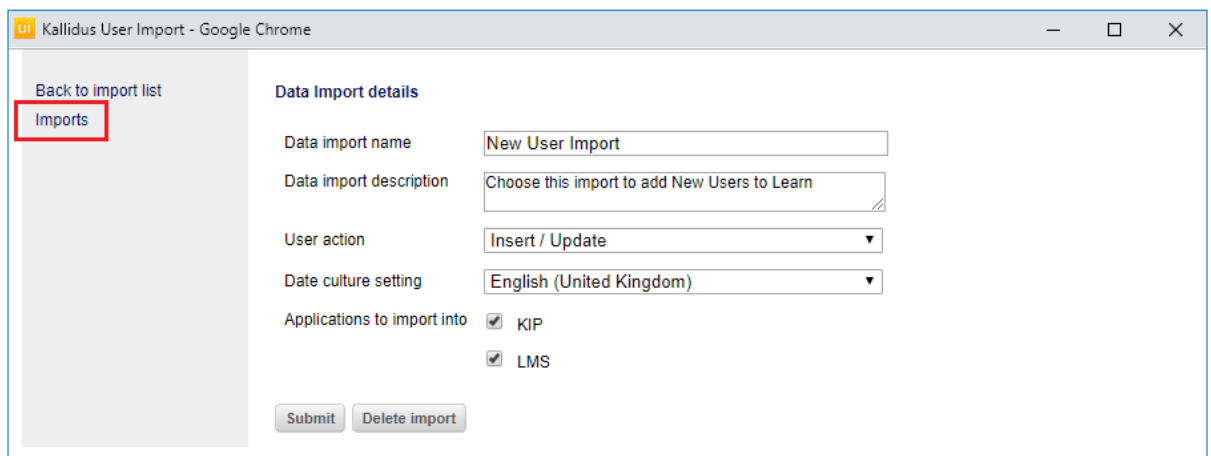 ui Kallidus User Import - Google Chrome
Back to import list
Imports
Data Import details
Data import name
New User Import
Data import description
Choose this import to add New Users to Learn
User action
Insert / Update
Date culture setting
English (United Kingdom)
Applications to import into
KIP
LMS
Submit
Delete import